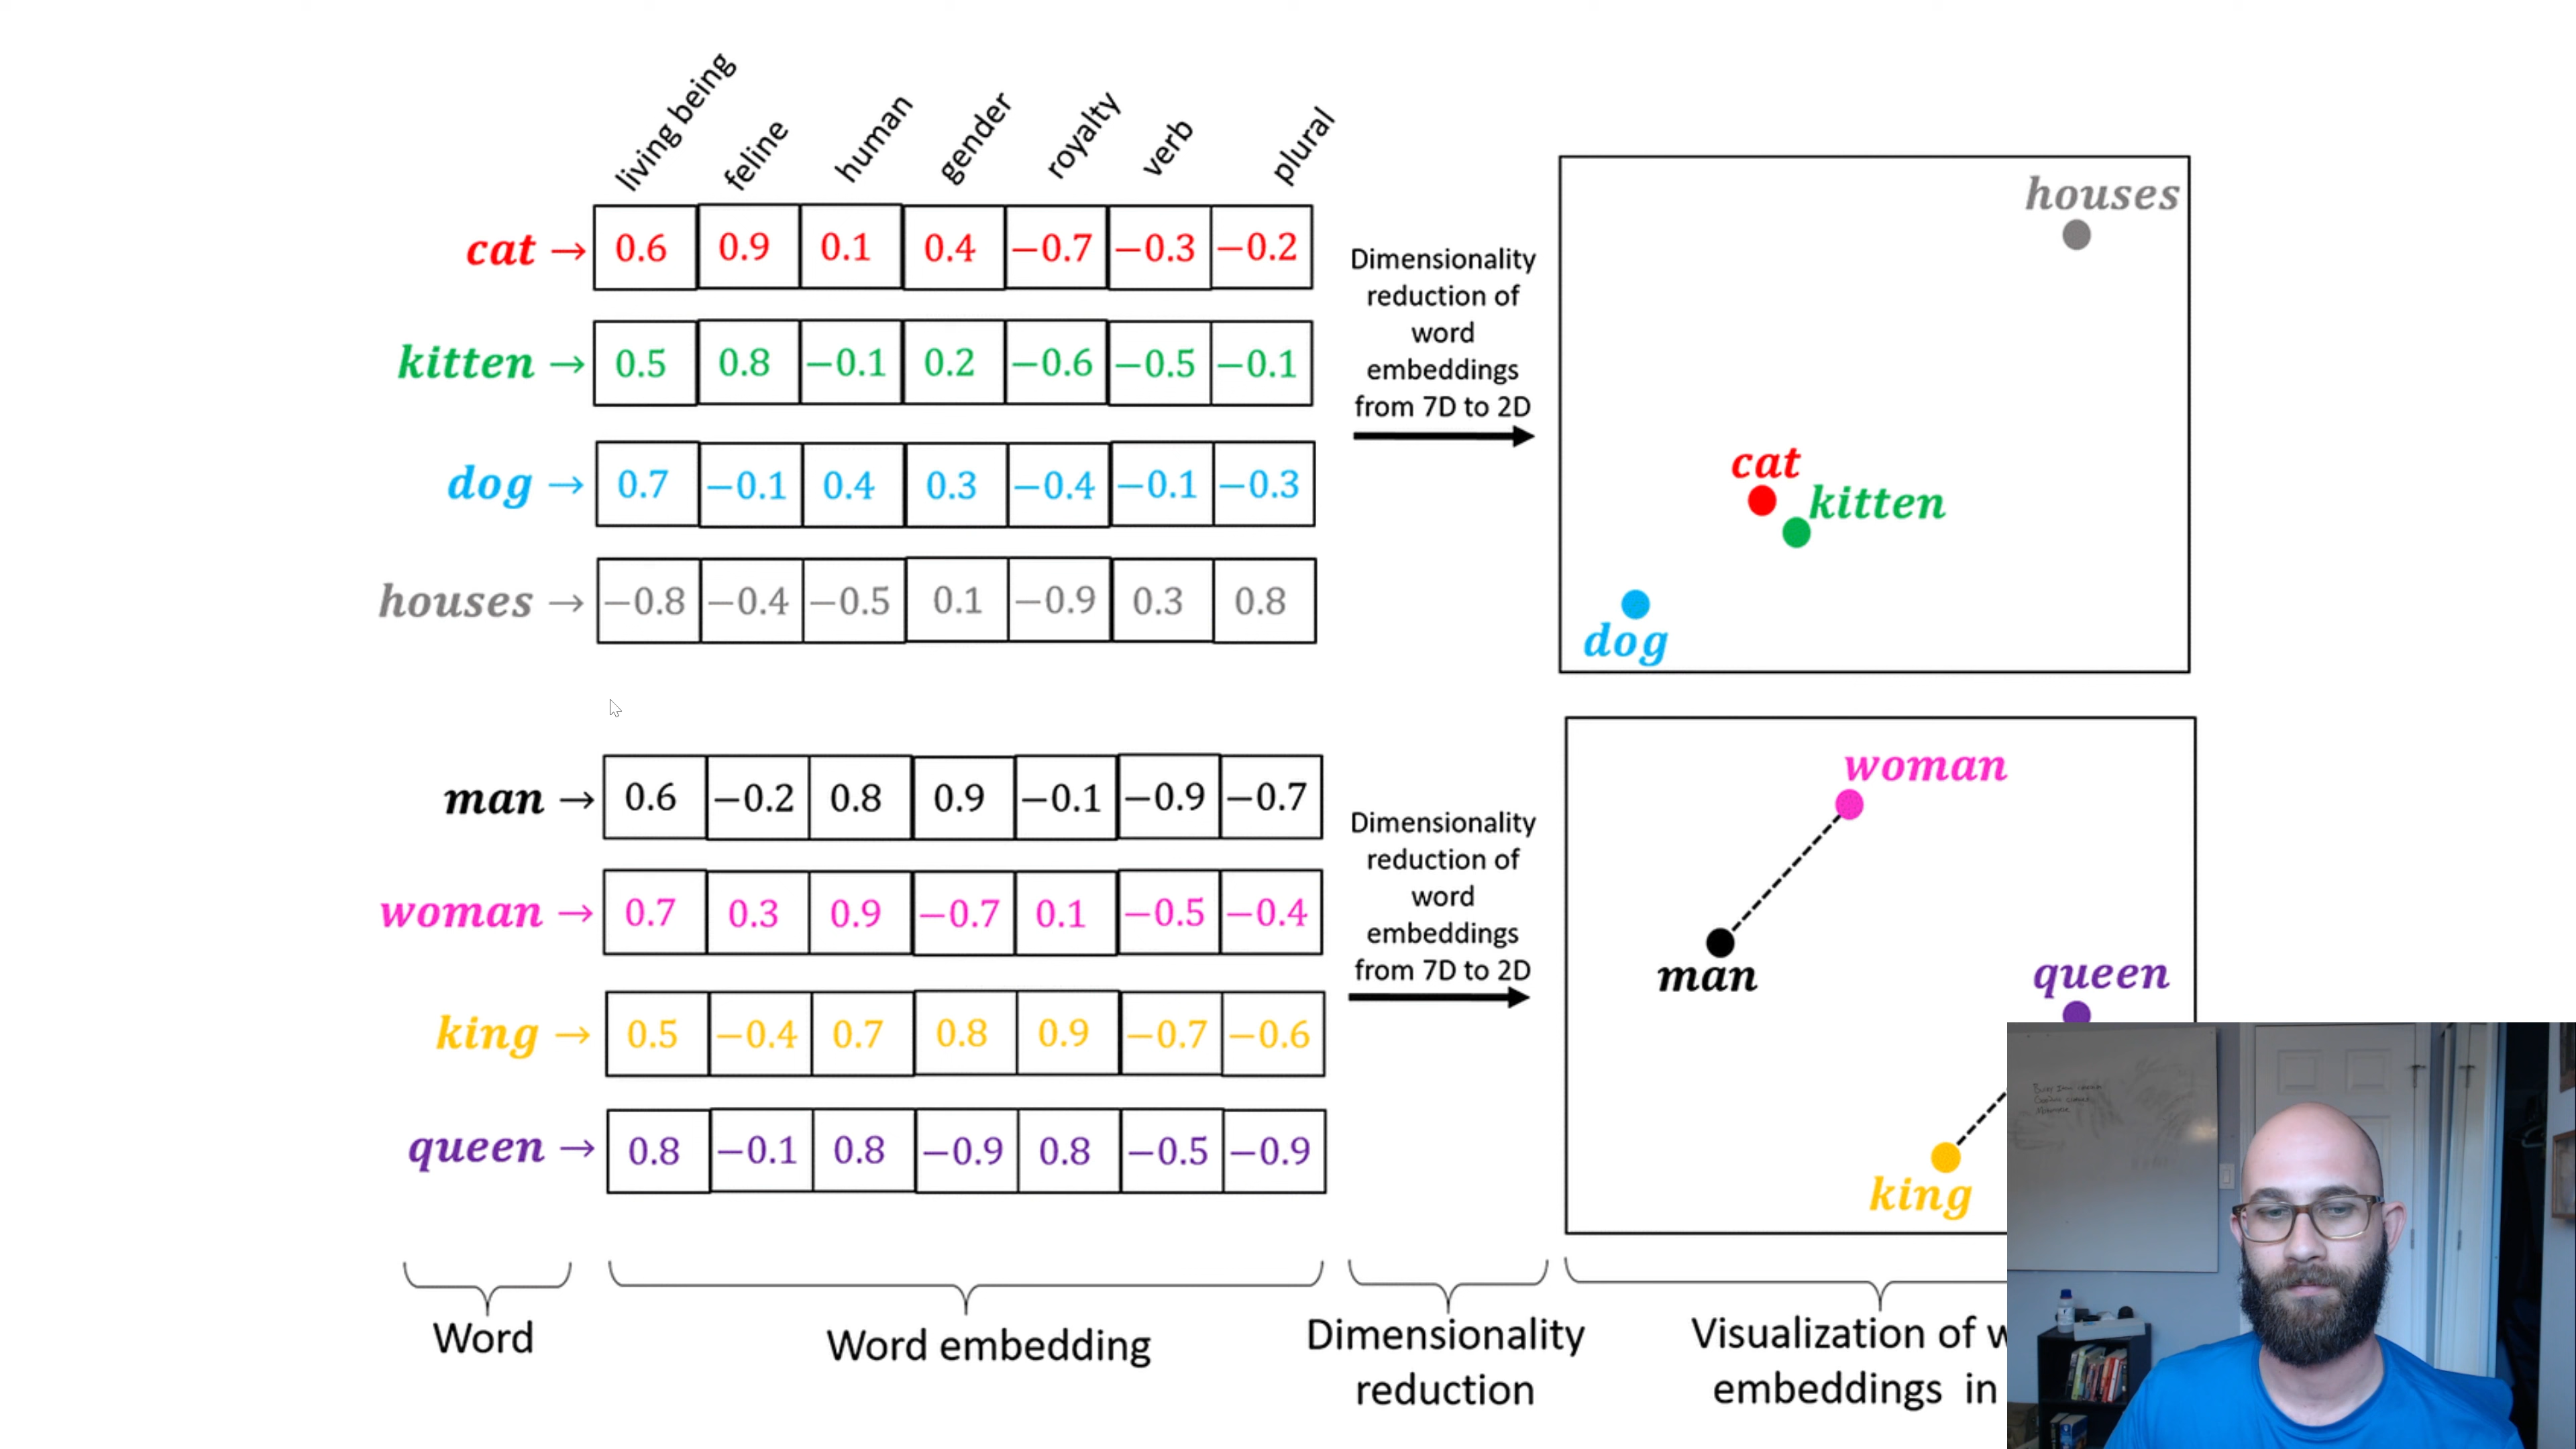 living being feline human gender royalty verb plural
cat → 0.6 0.9 0.1 0.4 −0.7 −0.3 −0.2
kitten → 0.5 0.8 −0.1 0.2 −0.6 −0.5 −0.1
dog → 0.7 −0.1 0.4 0.3 −0.4 −0.1 −0.3
houses → −0.8 −0.4 −0.5 0.1 −0.9 0.3 0.8
Dimensionality
reduction of
word
embeddings
from 7D to 2D
houses
cat
kitten
dog
man → 0.6 −0.2 0.8 0.9 −0.1 −0.9 −0.7
woman → 0.7 0.3 0.9 −0.7 0.1 −0.5 −0.4
king → 0.5 −0.4 0.7 0.8 0.9 −0.7 −0.6
queen → 0.8 −0.1 0.8 −0.9 0.8 −0.5 −0.9
Dimensionality
reduction of
word
embeddings
from 7D to 2D
woman
man
queen
king
Word
Word embedding
Dimensionality
reduction
Visualization of w
embeddings in